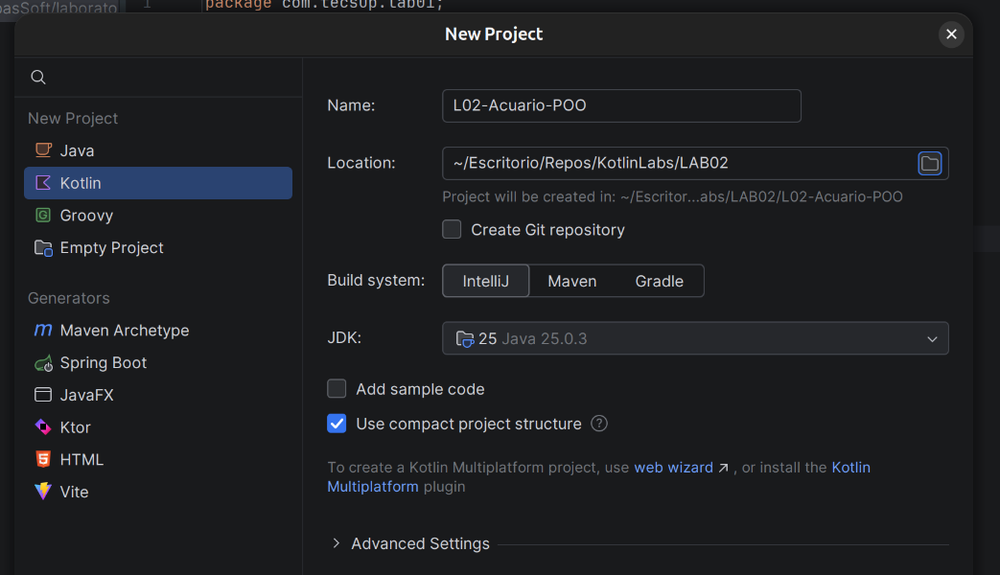 pasSoft/laborato
1 package com.tecsup.lab01;
New Project
New Project
Java
Kotlin
Groovy
Empty Project
Generators
Maven Archetype
Spring Boot
JavaFX
Ktor
HTML
Vite
Name: L02-Acuario-POO
Location: ~/Escritorio/Repos/KotlinLabs/LAB02
Project will be created in: ~/Escritor...abs/LAB02/L02-Acuario-POO
Create Git repository
Build system: IntelliJ Maven Gradle
JDK: 25 Java 25.0.3
Add sample code
Use compact project structure ?
To create a Kotlin Multiplatform project, use web wizard ↗ , or install the Kotlin
Multiplatform plugin
Advanced Settings